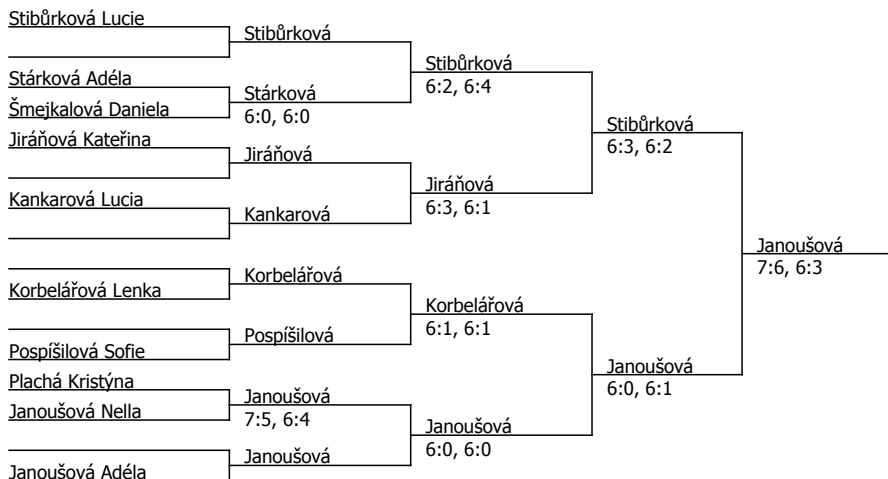 Stibůrková Lucie
Stárková Adéla
Šmejkalová Daniela
Jiráňová Kateřina
Kankarová Lucia
Korbelářová Lenka
Pospíšilová Sofie
Plachá Kristýna
Janoušová Nella
Janoušová Adéla
Stibůrková
Stárková
6:0, 6:0
Jiráňová
Kankarová
Korbelářová
Pospíšilová
Janoušová
7:5, 6:4
Janoušová
Stibůrková
6:2, 6:4
Jiráňová
6:3, 6:1
Korbelářová
6:1, 6:1
Janoušová
6:0, 6:0
Stibůrková
6:3, 6:2
Janoušová
6:0, 6:1
Janoušová
7:6, 6:3